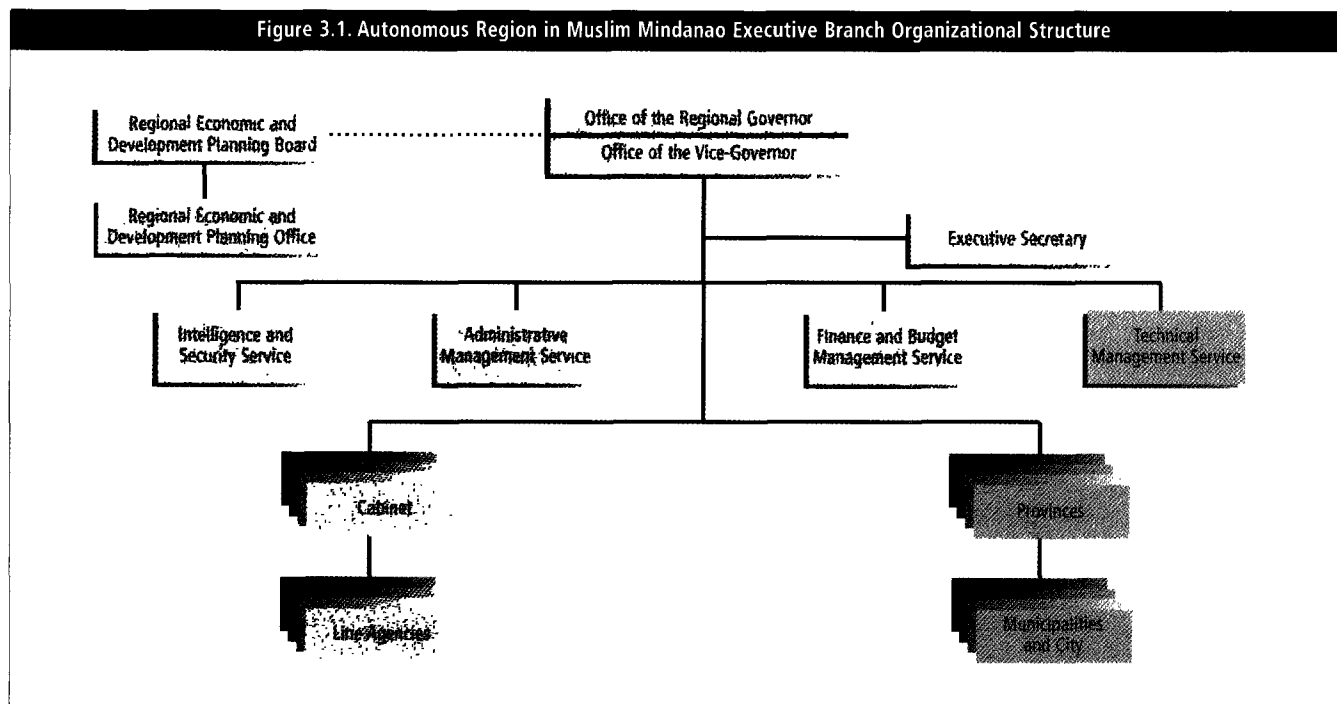 Figure 3.1. Autonomous Region in Muslim Mindanao Executive Branch Organizational Structure
Regional Economic and
Development Planning Board
Office of the Regional Governor
Office of the Vice-Governor
Regional Economic and
Development Planning Office
Executive Secretary
Intelligence and
Security Service
Administrative
Management Service
Finance and Budget
Management Service
Technical
Management Service
Cabinet
Provinces
Line Agencies
Municipalities
and City